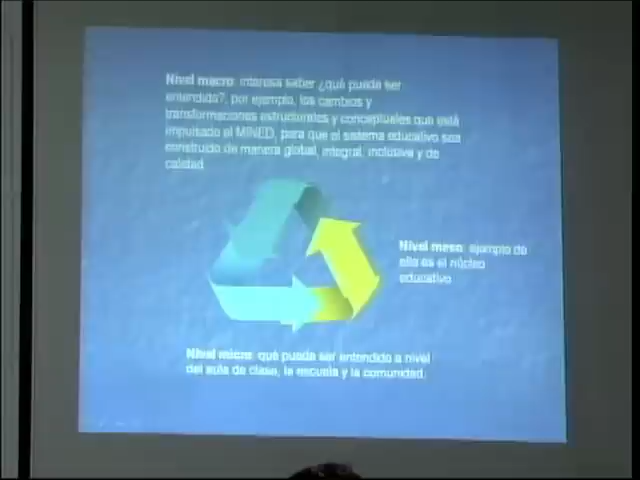 Nivel macro: interesa saber ¿qué puede ser
entendido?, por ejemplo, los cambios y
transformaciones estructurales y conceptuales que está
impulsado el MINED, para que el sistema educativo sea
construido de manera global, integral, inclusiva y de
calidad
Nivel meso: ejemplo de
ello es el núcleo
educativo
Nivel micro: qué puede ser entendido a nivel
del aula de clase, la escuela y la comunidad.